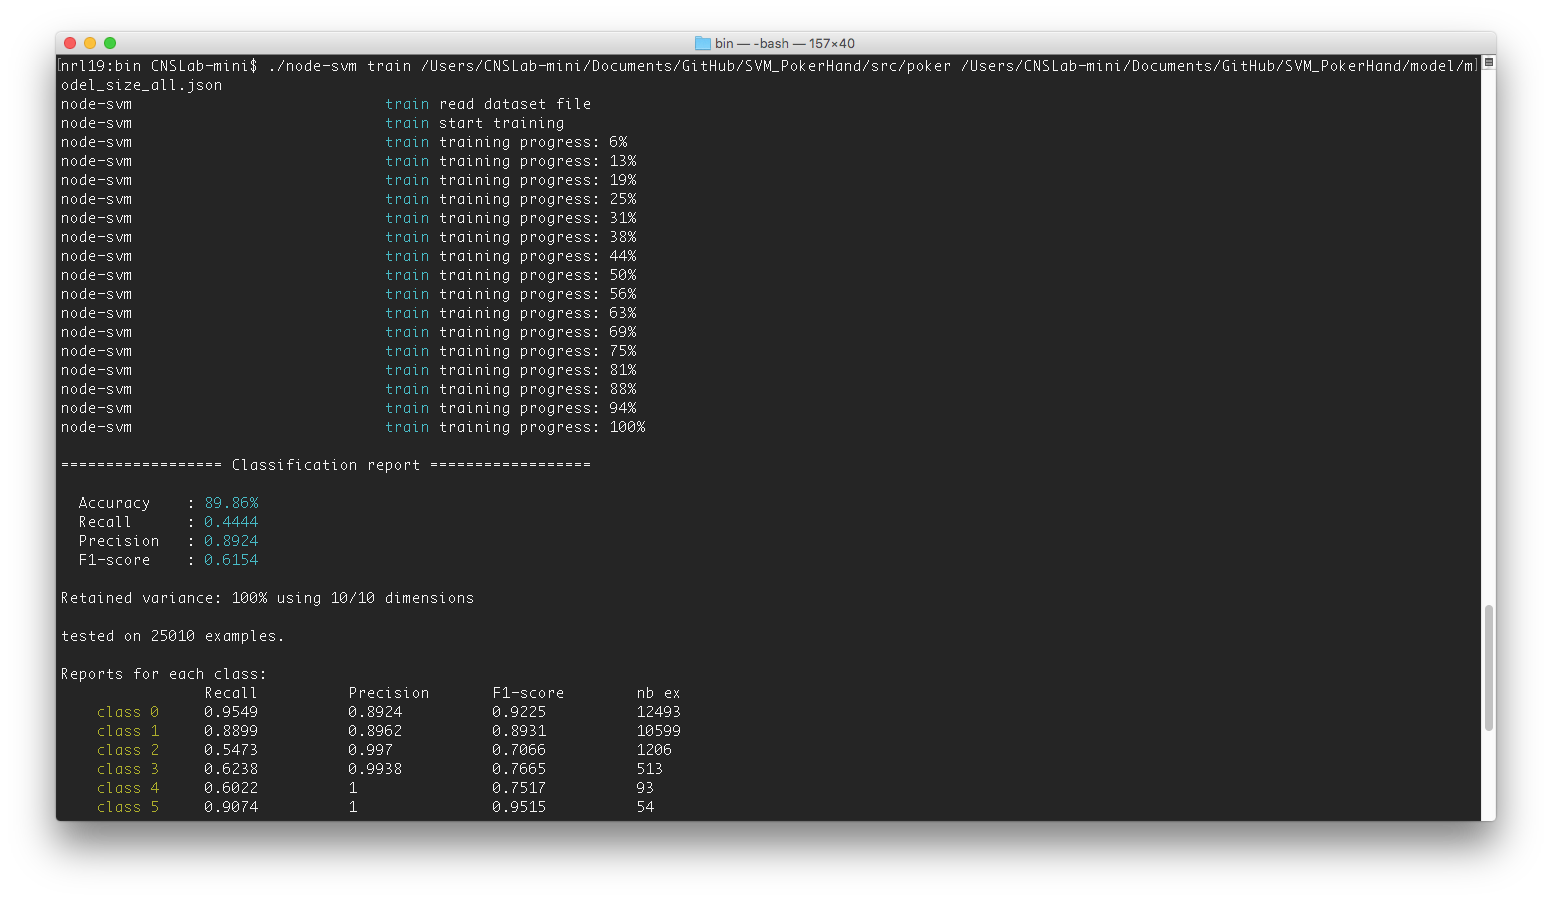 bin — -bash — 157×40
[nrl19:bin CNSLab-mini$ ./node-svm train /Users/CNSLab-mini/Documents/GitHub/SVM_PokerHand/src/poker /Users/CNSLab-mini/Documents/GitHub/SVM_PokerHand/model/m]
odel_size_all.json
node-svm train read dataset file
node-svm train start training
node-svm train training progress: 6%
node-svm train training progress: 13%
node-svm train training progress: 19%
node-svm train training progress: 25%
node-svm train training progress: 31%
node-svm train training progress: 38%
node-svm train training progress: 44%
node-svm train training progress: 50%
node-svm train training progress: 56%
node-svm train training progress: 63%
node-svm train training progress: 69%
node-svm train training progress: 75%
node-svm train training progress: 81%
node-svm train training progress: 88%
node-svm train training progress: 94%
node-svm train training progress: 100%
================== Classification report ==================
Accuracy : 89.86%
Recall : 0.4444
Precision : 0.8924
F1-score : 0.6154
Retained variance: 100% using 10/10 dimensions
tested on 25010 examples.
Reports for each class:
Recall Precision F1-score nb ex
class 0 0.9549 0.8924 0.9225 12493
class 1 0.8899 0.8962 0.8931 10599
class 2 0.5473 0.997 0.7066 1206
class 3 0.6238 0.9938 0.7665 513
class 4 0.6022 1 0.7517 93
class 5 0.9074 1 0.9515 54